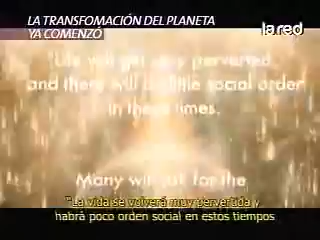 LA TRANSFOMACIÓN DEL PLANETA
YA COMENZÓ
la red
"Life will get very perverted
and there will be little social order
in these times.
Many will ask for the
"La vida se volverá muy pervertida y
habrá poco orden social en estos tiempos